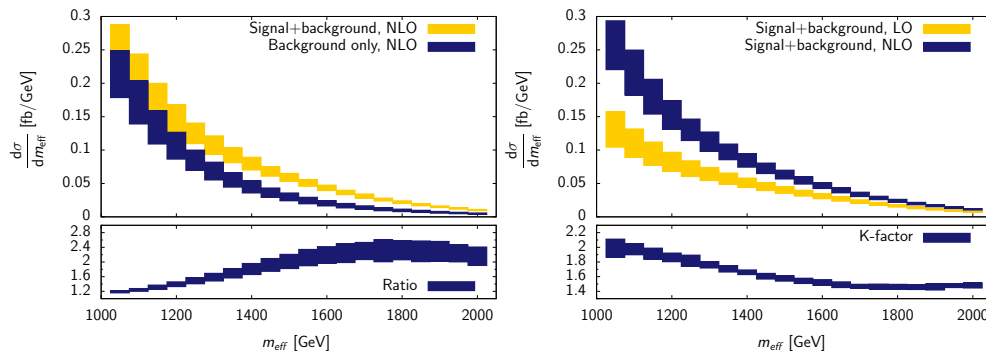 Signal+background, NLO
Background only, NLO
dσ/dm_eff [fb/GeV]
0.3
0.25
0.2
0.15
0.1
0.05
0
2.8
2.4
2
1.6
1.2
Ratio
1000 1200 1400 1600 1800 2000
m_eff [GeV]
Signal+background, LO
Signal+background, NLO
dσ/dm_eff [fb/GeV]
0.3
0.25
0.2
0.15
0.1
0.05
0
2.2
2
1.8
1.6
1.4
1.2
K-factor
1000 1200 1400 1600 1800 2000
m_eff [GeV]